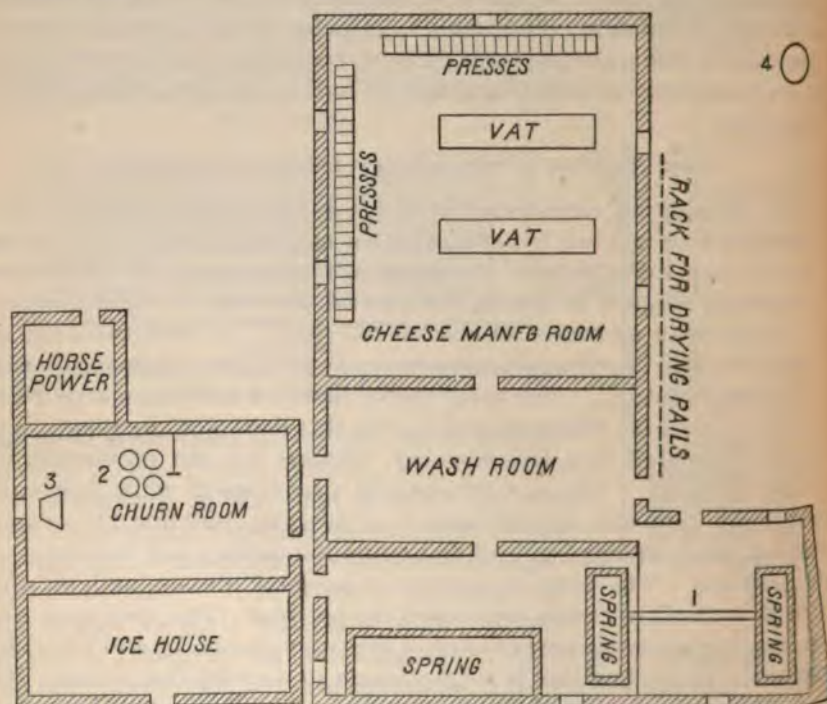 PRESSES
4
VAT
PRESSES
VAT
RACK FOR DRYING PAILS
CHEESE MANFG ROOM
HORSE
POWER
WASH ROOM
2
3
CHURN ROOM
1
SPRING
SPRING
ICE HOUSE
SPRING